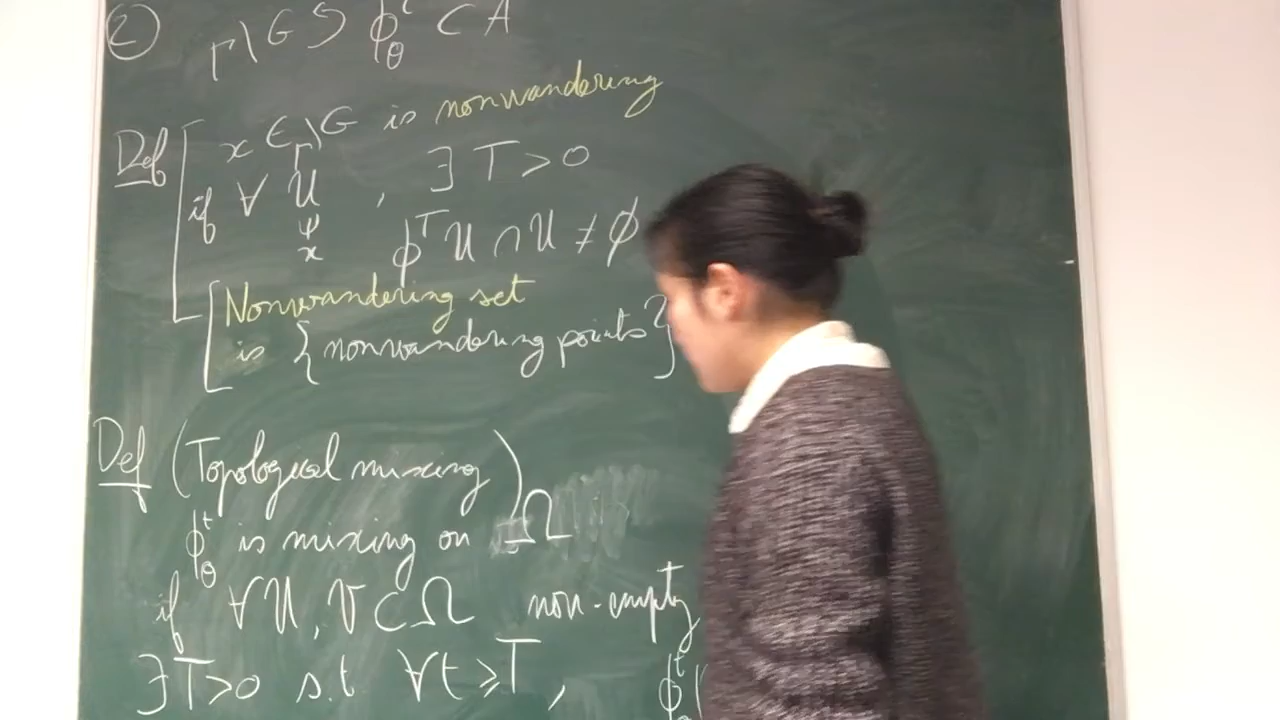 ② Γ\G ↶ ϕ_θ^t ⊂ A
Def x ∈ Γ\G is nonwandering
if ∀ U ∋ x, ∃ T > 0
ϕ^T U ∩ U ≠ ∅
Nonwandering set
is {nonwandering points}
Def (Topological mixing)
ϕ_θ^t is mixing on Ω
if ∀ U, V ⊂ Ω non-empty
∃ T > 0 s.t. ∀ t ⩾ T, ϕ_θ^t(